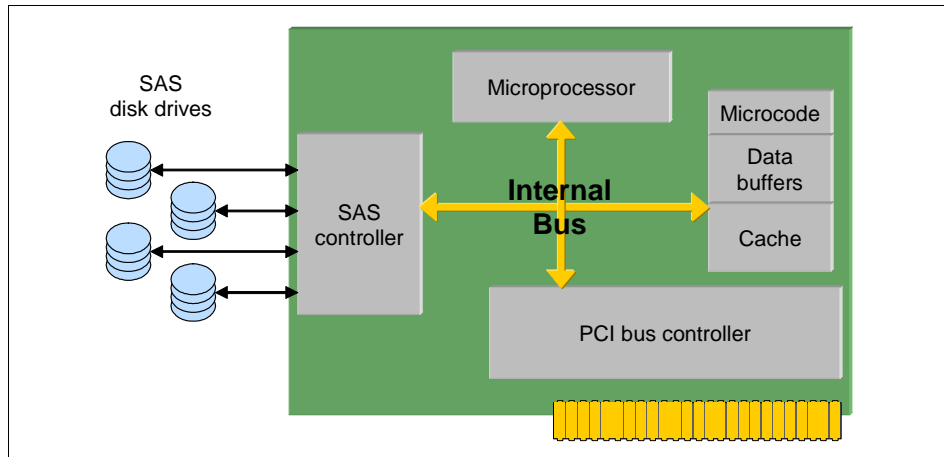 SAS
disk drives
Microprocessor
Microcode
Data
buffers
Cache
SAS
controller
Internal
Bus
PCI bus controller